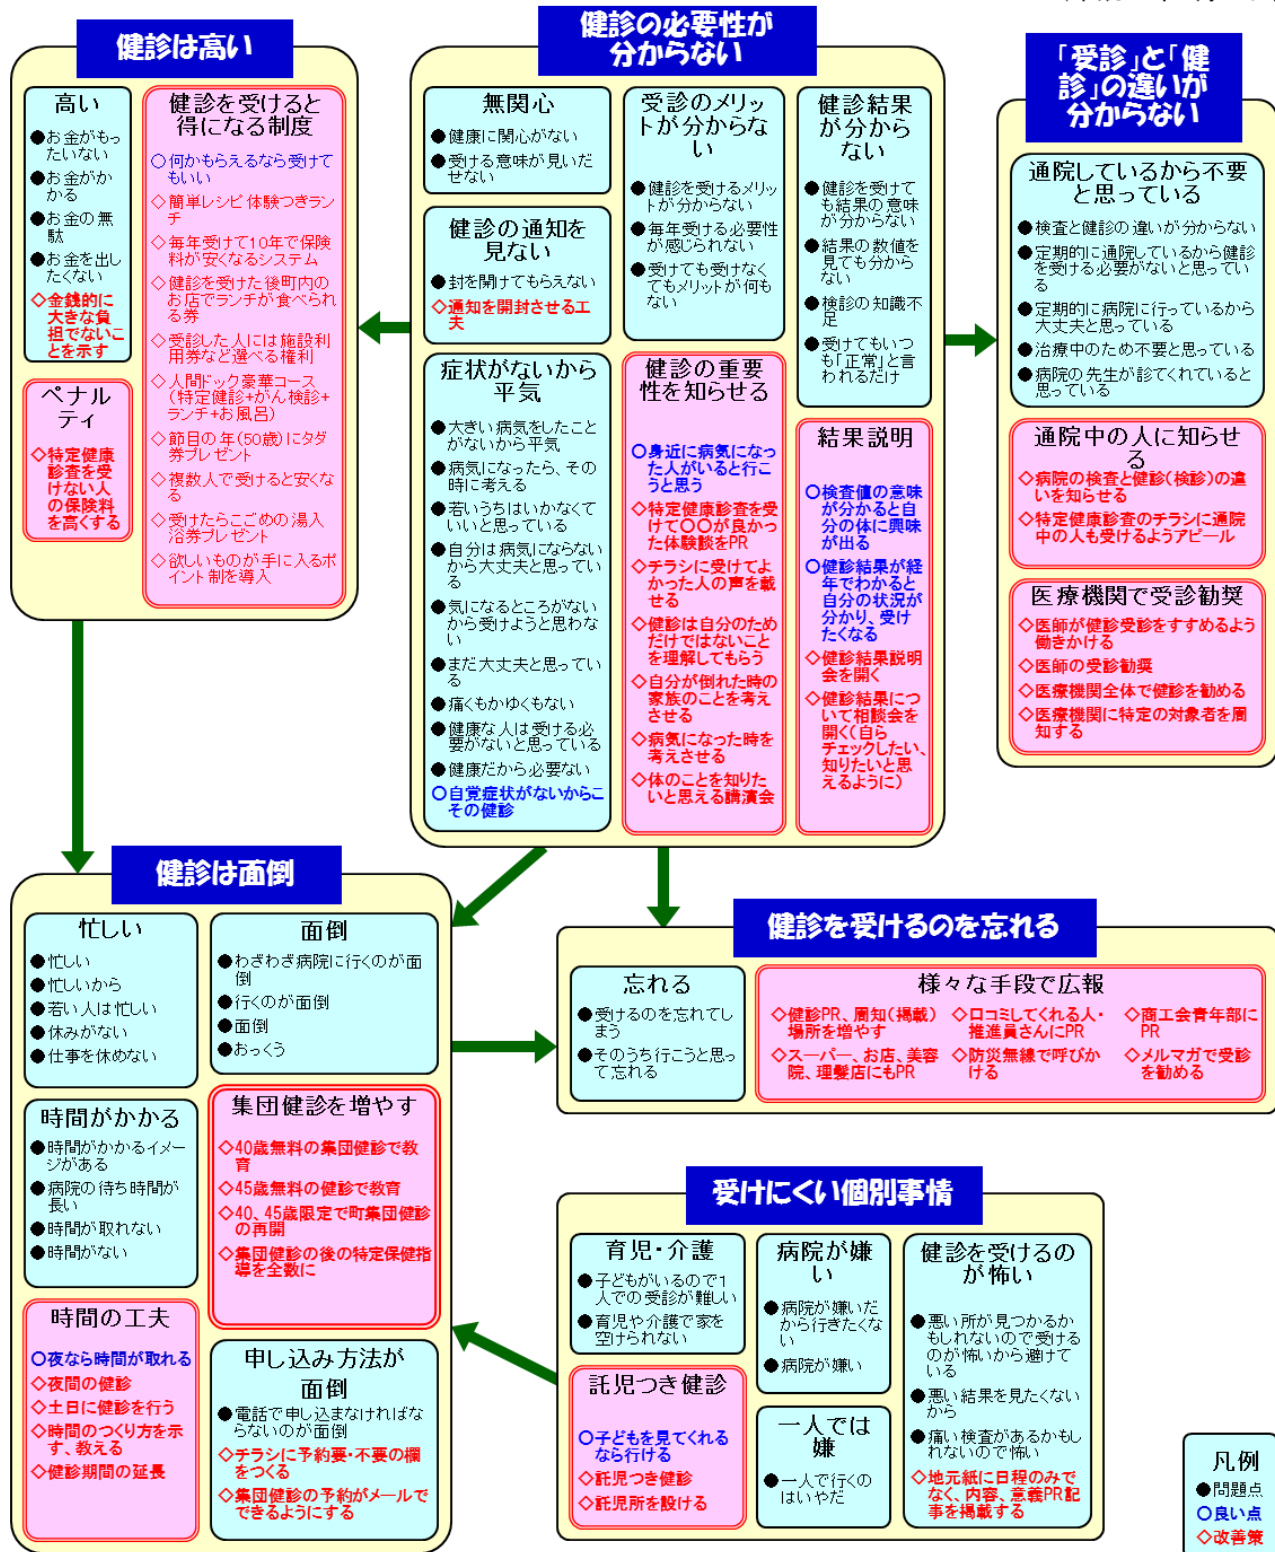 健診は高い
高い
●お金がもっ
たいない
●お金がか
かる
●お金の無
駄
●お金を出し
たくない
◇金銭的に
大きな負
担でないこ
とを示す
ペナル
ティ
◇特定健康
診査を受
けない人
の保険料
を高くする
健診を受けると
得になる制度
○何かもらえるなら受けて
もいい
◇簡単レシピ体験つきラン
チ
◇毎年受けて10年で保険
料が安くなるシステム
◇健診を受けた後町内の
お店でランチが食べられ
る券
◇受診した人には施設利
用券など選べる権利
◇人間ドック豪華コース
(特定健診+がん検診+
ランチ+お風呂)
◇節目の年(50歳)にタダ
券プレゼント
◇複数人で受けると安くな
る
◇受けたらこごめの湯入
浴券プレゼント
◇欲しいものが手に入るポ
イント制を導入
健診の必要性が
分からない
無関心
●健康に関心がない
●受ける意味が見いだ
せない
健診の通知を
見ない
●封を開けてもらえない
◇通知を開封させる工
夫
症状がないから
平気
●大きい病気をしたこと
がないから平気
●病気になったら、その
時に考える
●若いうちはいかなくて
いいと思っている
●自分は病気にならない
から大丈夫と思ってい
る
●気になるところがない
から受けようと思わな
い
●まだ大丈夫と思ってい
る
●痛くもかゆくもない
●健康な人は受ける必
要がないと思っている
●健康だから必要ない
○自覚症状がないからこ
その健診
受診のメリッ
トが分からな
い
●健診を受けるメリッ
トが分からない
●毎年受ける必要性
が感じられない
●受けても受けなく
てもメリットが何も
ない
健診の重要
性を知らせる
○身近に病気になっ
た人がいると行こ
うと思う
◇特定健康診査を受
けて〇〇が良かっ
た体験談をPR
◇チラシに受けてよ
かった人の声を載
せる
◇健診は自分のため
だけではないこと
を理解してもらう
◇自分が倒れた時の
家族のことを考え
させる
◇病気になった時を
考えさせる
◇体のことを知りた
いと思える講演会
健診結果
が分から
ない
●健診を受けて
も結果の意味
が分からない
●結果の数値を
見ても分から
ない
●検診の知識不
足
●受けてもいつ
も「正常」と言
われるだけ
結果説明
○検査値の意味
が分かると自
分の体に興味
が出る
○健診結果が経
年でわかると
自分の状況が
分かり、受け
たくなる
◇健診結果説明
会を開く
◇健診結果につ
いて相談会を
開く(自ら
チェックしたい、
知りたいと思
えるように)
「受診」と「健
診」の違いが
分からない
通院しているから不要
と思っている
●検査と健診の違いが分からない
●定期的に通院しているから健診
を受ける必要がないと思ってい
る
●定期的に病院に行っているから
大丈夫と思っている
●治療中のため不要と思っている
●病院の先生が診てくれていると
思っている
通院中の人に知らせ
る
◇病院の検査と健診(検診)の違
いを知らせる
◇特定健康診査のチラシに通院
中の人も受けるようアピール
医療機関で受診勧奨
◇医師が健診受診をすすめるよう
働きかける
◇医師の受診勧奨
◇医療機関全体で健診を勧める
◇医療機関に特定の対象者を周
知する
健診は面倒
忙しい
●忙しい
●忙しいから
●若い人は忙しい
●休みがない
●仕事を休めない
時間がかかる
●時間がかかるイメー
ジがある
●病院の待ち時間が
長い
●時間が取れない
●時間がない
時間の工夫
○夜なら時間が取れる
◇夜間の健診
◇土日に健診を行う
◇時間のつくり方を示
す、教える
◇健診期間の延長
面倒
●わざわざ病院に行くのが面
倒
●行くのが面倒
●面倒
●おっくう
集団健診を増やす
◇40歳無料の集団健診で教
育
◇45歳無料の健診で教育
◇40、45歳限定で町集団健診
の再開
◇集団健診の後の特定保健指
導を全数に
申し込み方法が
面倒
●電話で申し込まなければな
らないのが面倒
◇チラシに予約要・不要の欄
をつくる
◇集団健診の予約がメールで
できるようにする
健診を受けるのを忘れる
忘れる
●受けるのを忘れてし
まう
●そのうち行こうと思っ
て忘れる
様々な手段で広報
◇健診PR、周知(掲載)
場所を増やす
◇スーパー、お店、美容
院、理髪店にもPR
◇口コミしてくれる人・
推進員さんにPR
◇防災無線で呼びか
ける
◇商工会青年部に
PR
◇メルマガで受診
を勧める
受けにくい個別事情
育児・介護
●子どもがいるので1
人での受診が難しい
●育児や介護で家を
空けられない
託児つき健診
○子どもを見てくれる
なら行ける
◇託児つき健診
◇託児所を設ける
病院が嫌
い
●病院が嫌いだ
から行きたくな
い
●病院が嫌い
一人では
嫌
●一人で行くの
はいやだ
健診を受けるの
が怖い
●悪い所が見つかるか
もしれないので受ける
のが怖いから避けて
いる
●悪い結果を見たくない
から
●痛い検査があるかもし
れないので怖い
◇地元紙に日程のみで
なく、内容、意義PR記
事を掲載する
凡例
●問題点
○良い点
◇改善策